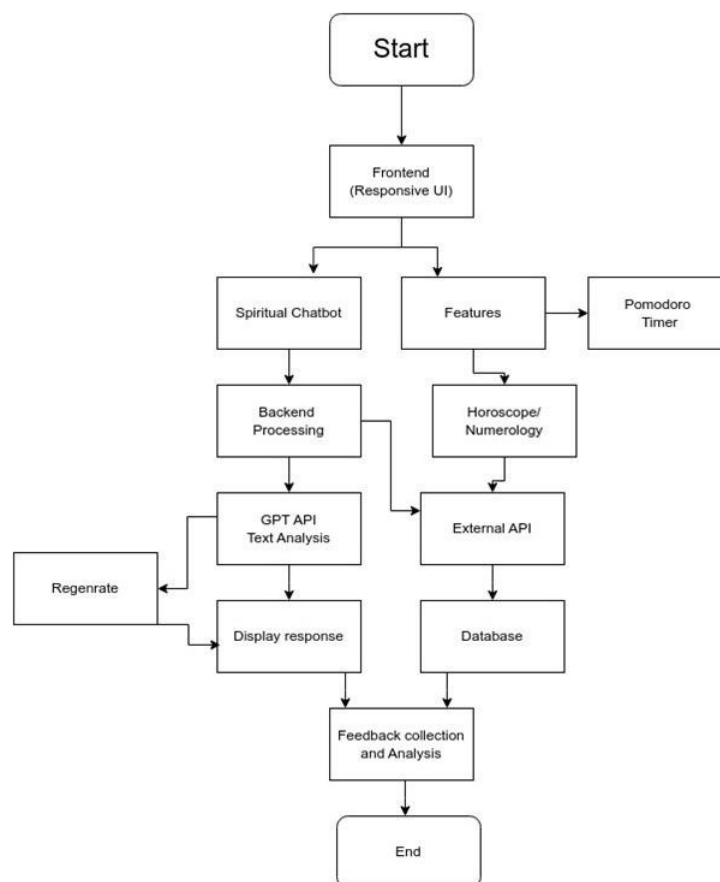 Start
Frontend
(Responsive UI)
Spiritual Chatbot
Features
Pomodoro
Timer
Backend
Processing
Horoscope/
Numerology
GPT API
Text Analysis
External API
Regenrate
Display response
Database
Feedback collection
and Analysis
End